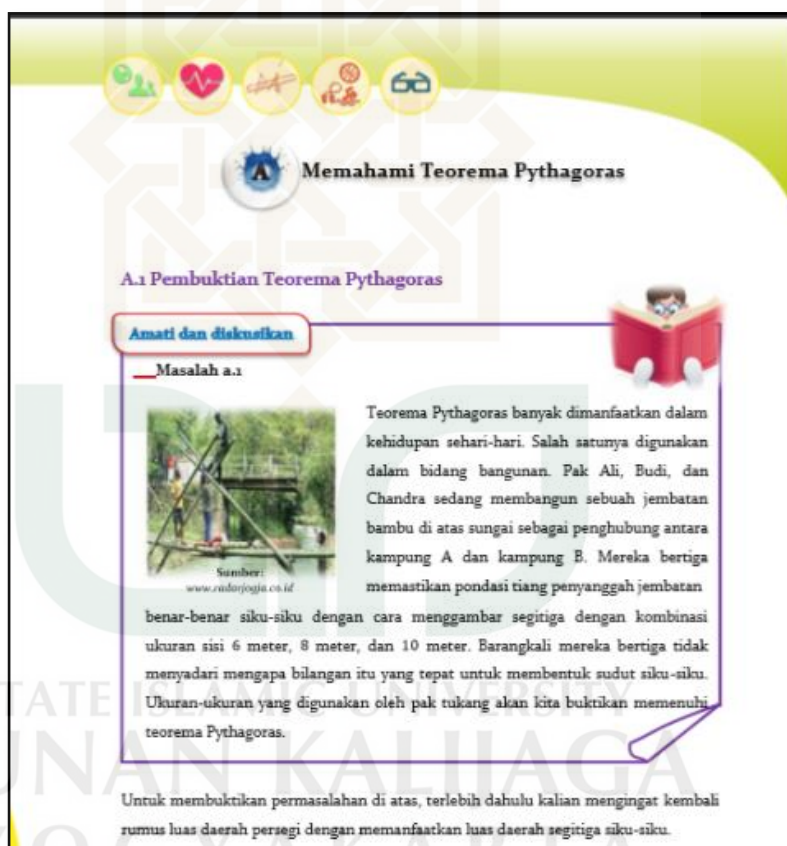 A
Memahami Teorema Pythagoras
A.1 Pembuktian Teorema Pythagoras
Amati dan diskusikan
Masalah a.1
Teorema Pythagoras banyak dimanfaatkan dalam
kehidupan sehari-hari. Salah satunya digunakan
dalam bidang bangunan. Pak Ali, Budi, dan
Chandra sedang membangun sebuah jembatan
bambu di atas sungai sebagai penghubung antara
kampung A dan kampung B. Mereka bertiga
memastikan pondasi tiang penyanggah jembatan
Sumber:
www.radarjogja.co.id
benar-benar siku-siku dengan cara menggambar segitiga dengan kombinasi
ukuran sisi 6 meter, 8 meter, dan 10 meter. Barangkali mereka bertiga tidak
menyadari mengapa bilangan itu yang tepat untuk membentuk sudut siku-siku.
Ukuran-ukuran yang digunakan oleh pak tukang akan kita buktikan memenuhi
teorema Pythagoras.
Untuk membuktikan permasalahan di atas, terlebih dahulu kalian mengingat kembali
rumus luas daerah persegi dengan memanfaatkan luas daerah segitiga siku-siku.
TATE ISLAMIC UNIVERSITY
UNAN KALIJAGA